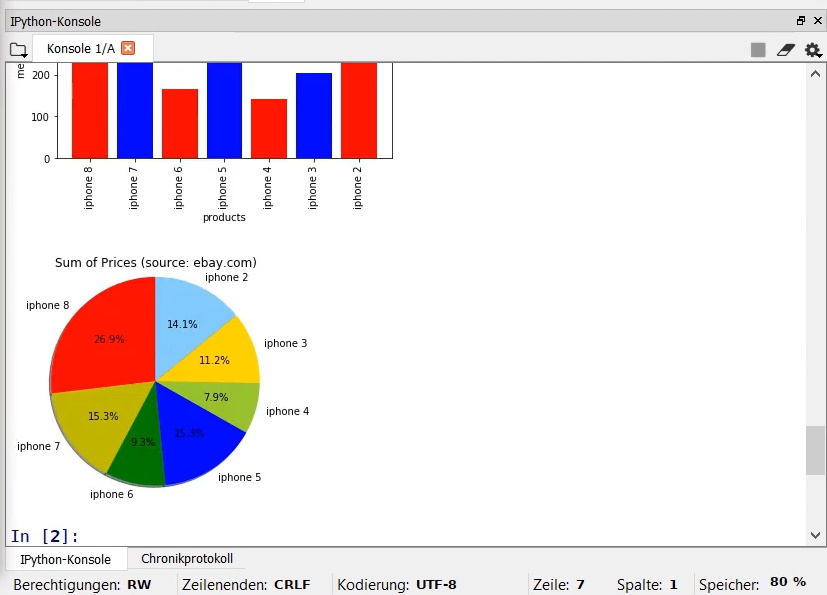 IPython-Konsole
Konsole 1/A
me
200
100
0
iphone 8
iphone 7
iphone 6
iphone 5
iphone 4
iphone 3
iphone 2
products
Sum of Prices (source: ebay.com)
iphone 2
iphone 8
14.1%
26.9%
iphone 3
11.2%
7.9%
iphone 4
15.3%
15.3%
9.3%
iphone 7
iphone 5
iphone 6
In [2]:
IPython-Konsole Chronikprotokoll
Berechtigungen: RW Zeilenenden: CRLF Kodierung: UTF-8 Zeile: 7 Spalte: 1 Speicher: 80 %